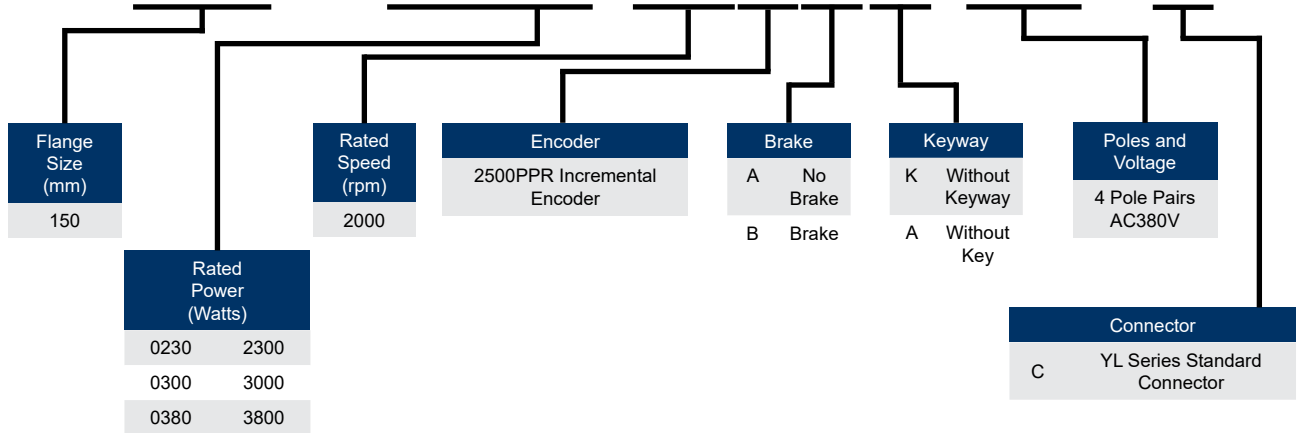 Flange
Size
(mm)
150
Rated
Power
(Watts)
0230 2300
0300 3000
0380 3800
Rated
Speed
(rpm)
2000
Encoder
2500PPR Incremental
Encoder
Brake
A No
Brake
B Brake
Keyway
K Without
Keyway
A Without
Key
Poles and
Voltage
4 Pole Pairs
AC380V
Connector
C YL Series Standard
Connector